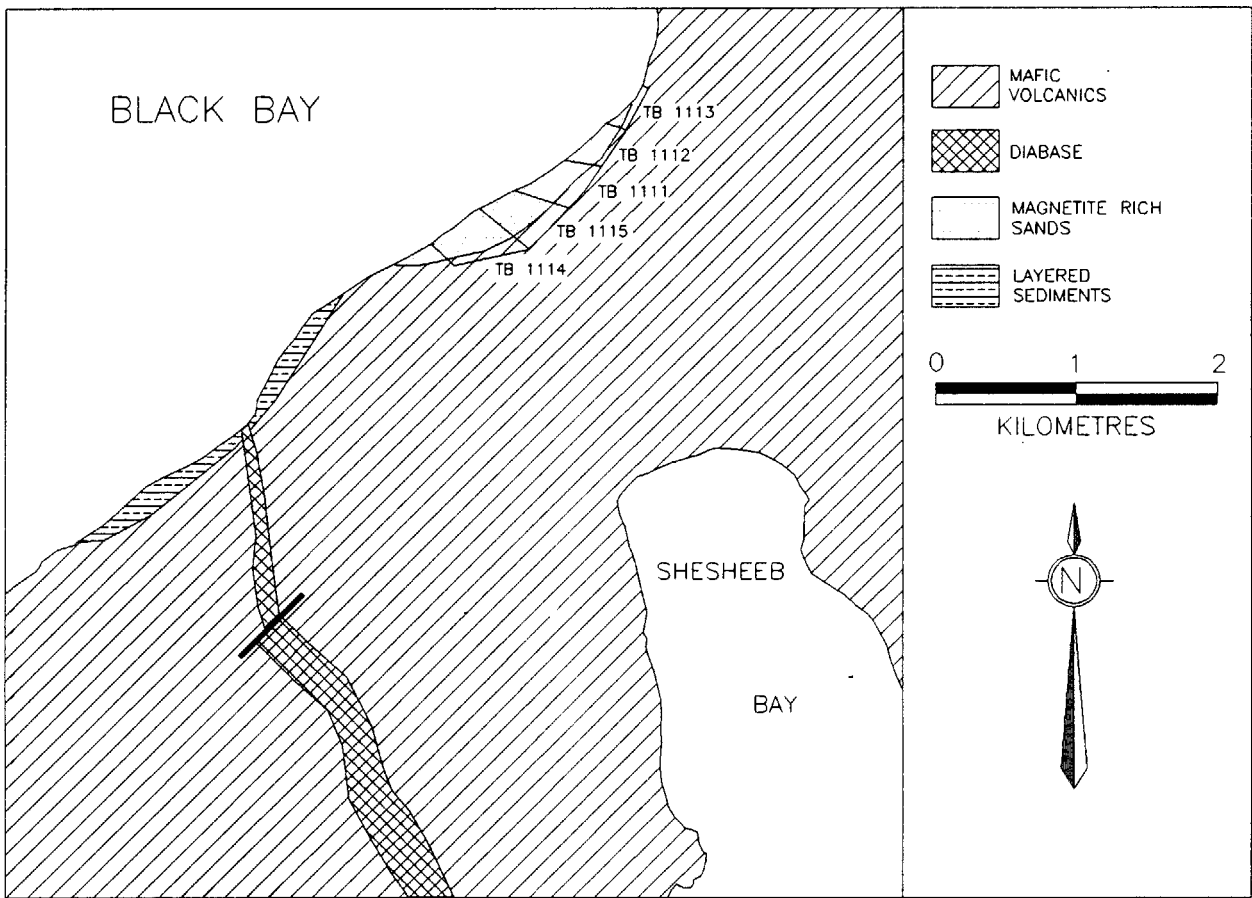 BLACK BAY
TB 1113
TB 1112
TB 1111
TB 1115
TB 1114
SHESHEEB
BAY
MAFIC
VOLCANICS
DIABASE
MAGNETITE RICH
SANDS
LAYERED
SEDIMENTS
0 1 2
KILOMETRES
N